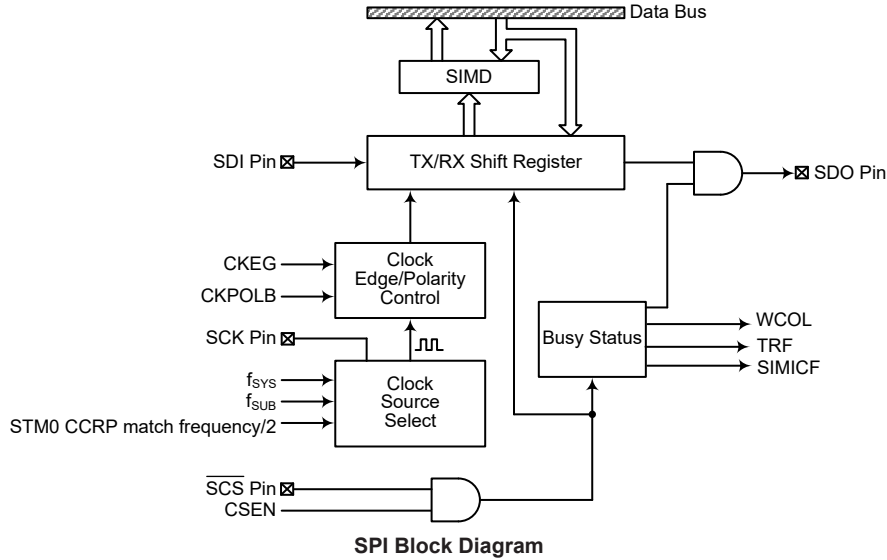 Data Bus
SIMD
SDI Pin
TX/RX Shift Register
SDO Pin
CKEG
CKPOLB
Clock
Edge/Polarity
Control
SCK Pin
Busy Status
WCOL
TRF
SIMICF
fSYS
fSUB
STM0 CCRP match frequency/2
Clock
Source
Select
SCS Pin
CSEN
SPI Block Diagram